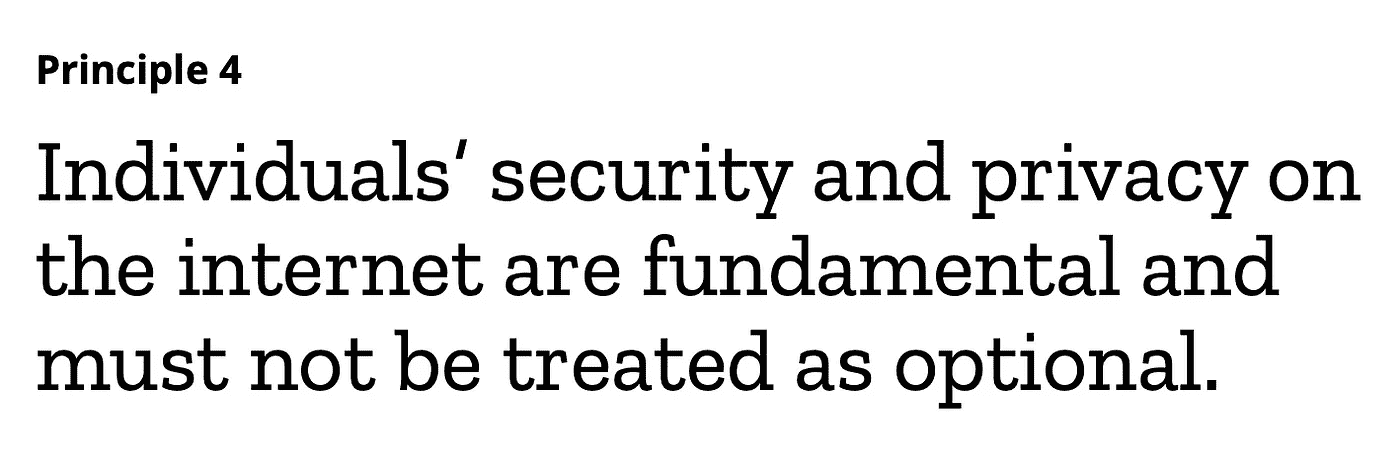 Principle 4
Individuals’ security and privacy on
the internet are fundamental and
must not be treated as optional.